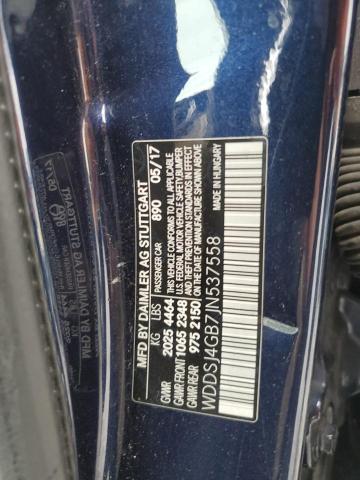 MFD BY DAIMLER AG STUTTGART
KG LBS PASSENGER CAR 890 05/17
GWR 2025 4464 THIS VEHICLE CONFORMS TO ALL APPLICABLE
GAWR FRONT 1065 2348 U.S. FEDERAL MOTOR VEHICLE SAFETY/BUMPER
GAWR REAR 975 2150 AND THEFT PREVENTION STANDARDS IN EFFECT
ON THE DATE OF MANUFACTURE SHOWN ABOVE
WDDSJ4GB7JN537558 MADE IN HUNGARY